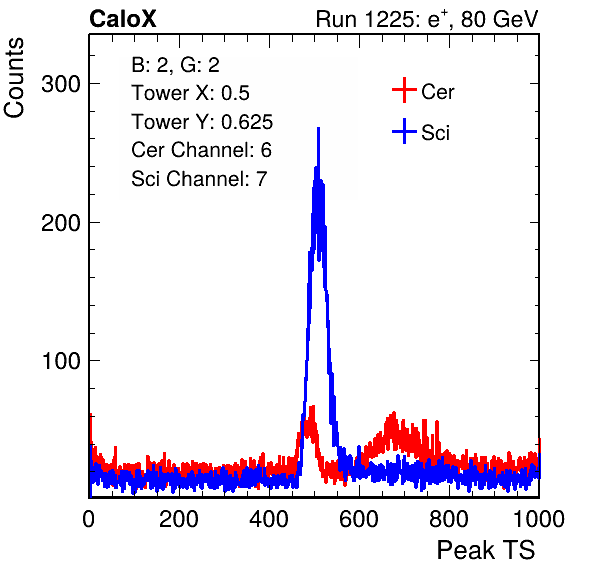 CaloX
Run 1225: e+, 80 GeV
Counts
B: 2, G: 2
Tower X: 0.5
Tower Y: 0.625
Cer Channel: 6
Sci Channel: 7
Cer
Sci
300
200
100
0 200 400 600 800 1000
Peak TS